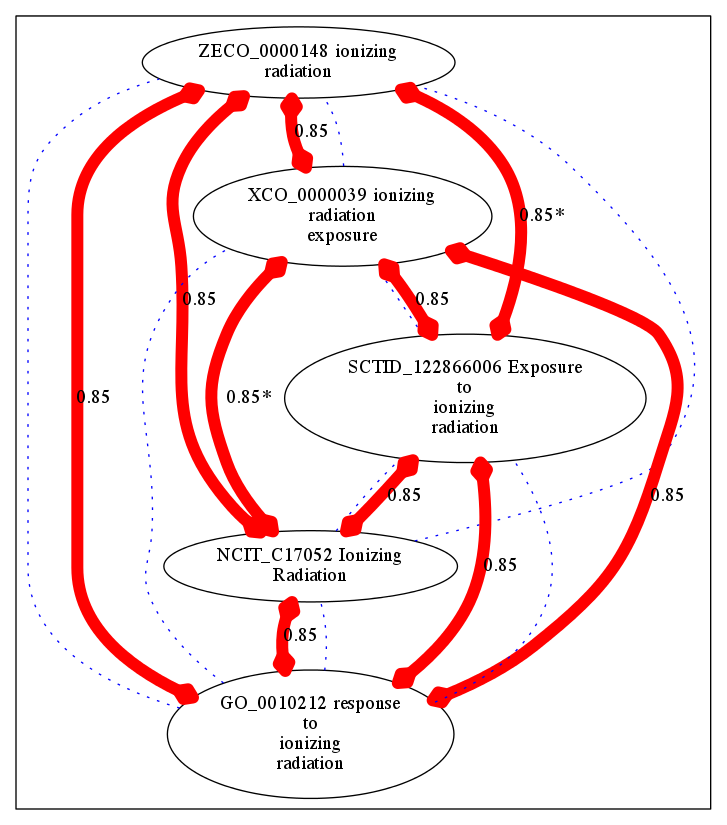 ZECO_0000148 ionizing
radiation
0.85
XCO_0000039 ionizing
radiation
exposure
0.85*
0.85
0.85
SCTID_122866006 Exposure
to
ionizing
radiation
0.85
0.85*
0.85
0.85
NCIT_C17052 Ionizing
Radiation
0.85
0.85
GO_0010212 response
to
ionizing
radiation